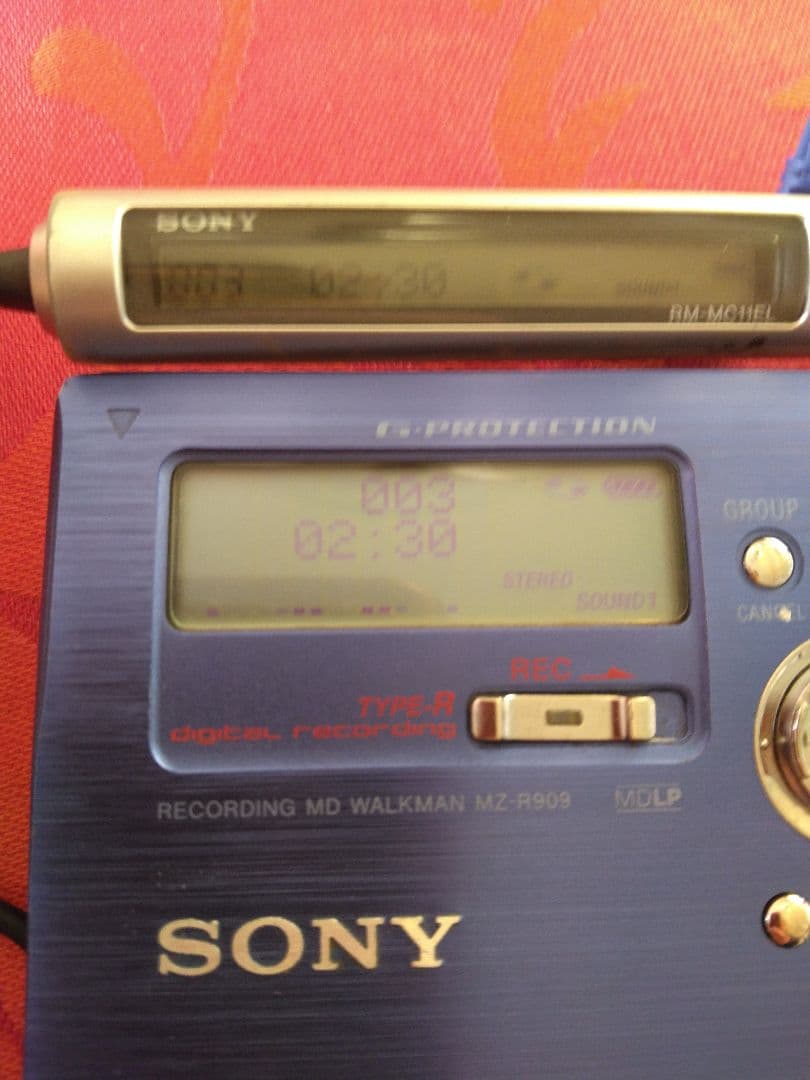 SONY
003 02:30
RM-MC11EL
G-PROTECTION
003
02:30
STEREO
SOUND1
GROUP
CANCEL
REC
TYPE-R
digital recording
RECORDING MD WALKMAN MZ-R909 MDLP
SONY